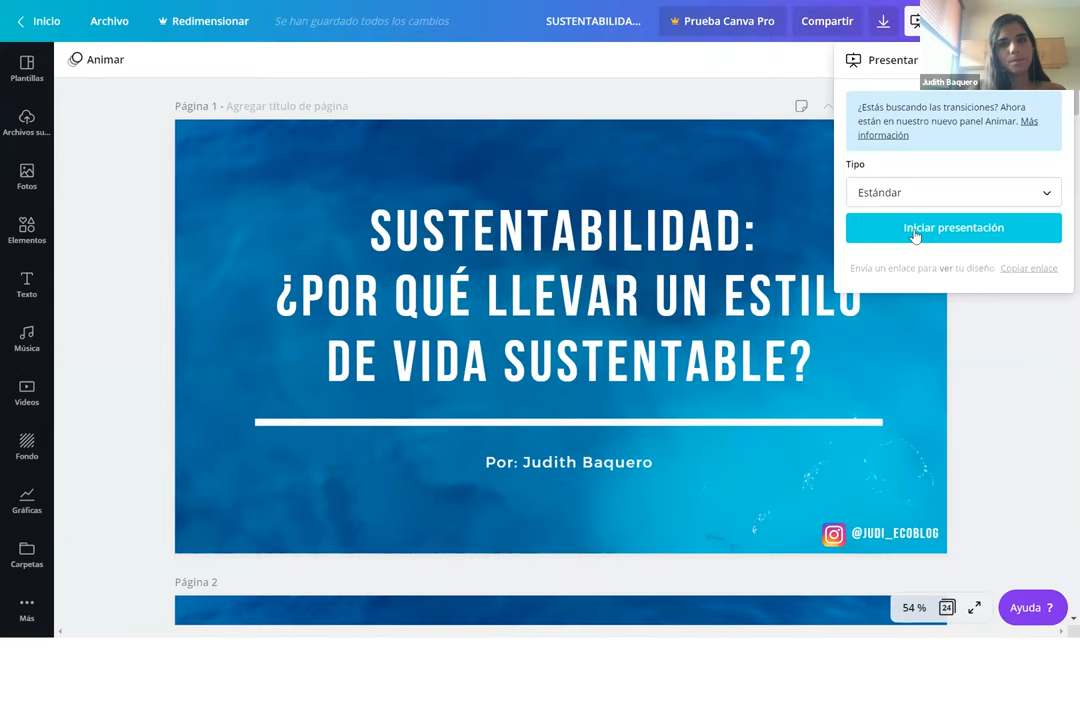 Inicio
Archivo
Redimensionar
Se han guardado todos los cambios
SUSTENTABILIDA...
Prueba Canva Pro
Compartir
Judith Baquero
Plantillas
Archivos su...
Fotos
Elementos
Texto
Música
Videos
Fondo
Gráficas
Carpetas
Más
Animar
Presentar
¿Estás buscando las transiciones? Ahora
están en nuestro nuevo panel Animar. Más
información
Tipo
Estándar
Iniciar presentación
Envía un enlace para ver tu diseño Copiar enlace
Página 1 - Agregar título de página
SUSTENTABILIDAD:
¿POR QUÉ LLEVAR UN ESTILO
DE VIDA SUSTENTABLE?
Por: Judith Baquero
@JUDI_ECOBLOG
Página 2
54 %
24
Ayuda ?